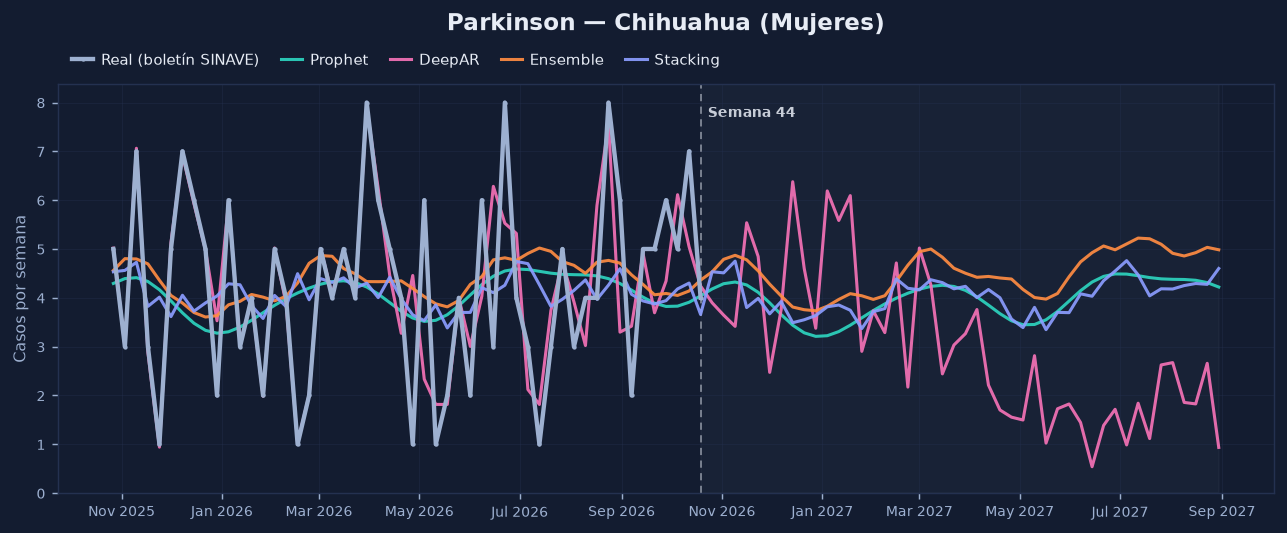 Parkinson — Chihuahua (Mujeres)
Real (boletín SINAVE) Prophet DeepAR Ensemble Stacking
Semana 44
Casos por semana
8
7
6
5
4
3
2
1
0
Nov 2025 Jan 2026 Mar 2026 May 2026 Jul 2026 Sep 2026 Nov 2026 Jan 2027 Mar 2027 May 2027 Jul 2027 Sep 2027